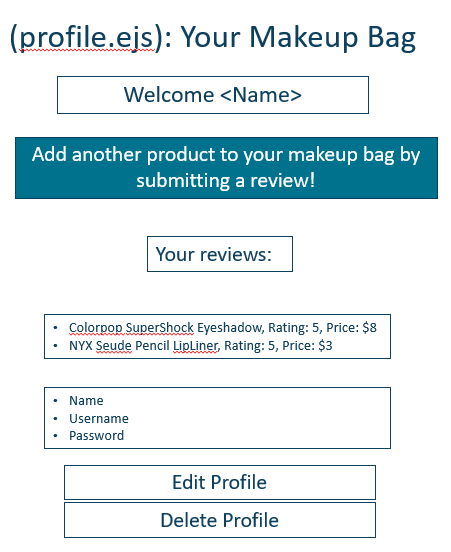 (profile.ejs): Your Makeup Bag
Welcome <Name>
Add another product to your makeup bag by
submitting a review!
Your reviews:
• Colorpop SuperShock Eyeshadow, Rating: 5, Price: $8
• NYX Seude Pencil LipLiner, Rating: 5, Price: $3
• Name
• Username
• Password
Edit Profile
Delete Profile